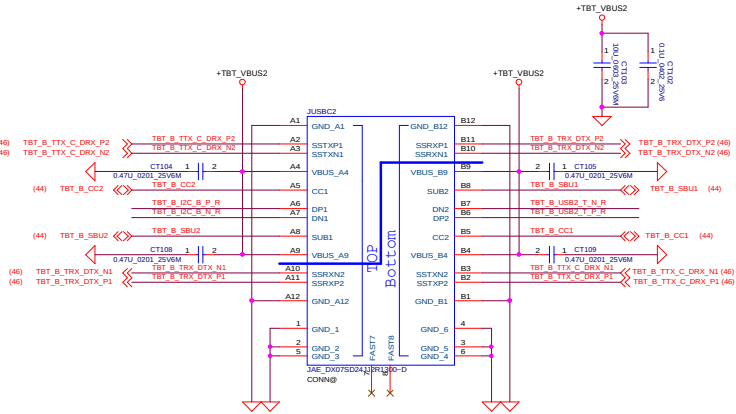 +TBT_VBUS2
1
2
10U_0603_25V6M
CT103
1
2
0.1U_0402_25V6
CT102
+TBT_VBUS2
+TBT_VBUS2
JUSBC2
A1
GND_A1
GND_B12
B12
(46) TBT_B_TTX_C_DRX_P2
TBT_B_TTX_C_DRX_P2
A2
SSTXP1
SSRXP1
B11
TBT_B_TRX_DTX_P2
TBT_B_TRX_DTX_P2 (46)
(46) TBT_B_TTX_C_DRX_N2
TBT_B_TTX_C_DRX_N2
A3
SSTXN1
SSRXN1
B10
TBT_B_TRX_DTX_N2
TBT_B_TRX_DTX_N2 (46)
CT104
1
2
0.47U_0201_25V6M
A4
VBUS_A4
VBUS_B9
B9
2
1
CT105
0.47U_0201_25V6M
(44) TBT_B_CC2
TBT_B_CC2
A5
CC1
SUB2
B8
TBT_B_SBU1
TBT_B_SBU1 (44)
TBT_B_I2C_B_P_R
A6
DP1
DN2
B7
TBT_B_USB2_T_N_R
TBT_B_I2C_B_N_R
A7
DN1
DP2
B6
TBT_B_USB2_T_P_R
(44) TBT_B_SBU2
TBT_B_SBU2
A8
SUB1
CC2
B5
TBT_B_CC1
TBT_B_CC1 (44)
CT108
1
2
0.47U_0201_25V6M
A9
VBUS_A9
VBUS_B4
B4
2
1
CT109
0.47U_0201_25V6M
TOP
Bottom
(46) TBT_B_TRX_DTX_N1
TBT_B_TRX_DTX_N1
A10
SSRXN2
SSTXN2
B3
TBT_B_TTX_C_DRX_N1
TBT_B_TTX_C_DRX_N1 (46)
(46) TBT_B_TRX_DTX_P1
TBT_B_TRX_DTX_P1
A11
SSRXP2
SSTXP2
B2
TBT_B_TTX_C_DRX_P1
TBT_B_TTX_C_DRX_P1 (46)
A12
GND_A12
GND_B1
B1
1
GND_1
GND_6
4
2
GND_2
GND_5
3
5
GND_3
GND_4
6
FAST7
FAST8
7
8
JAE_DX07SD24JJ2R1300~D
CONN@